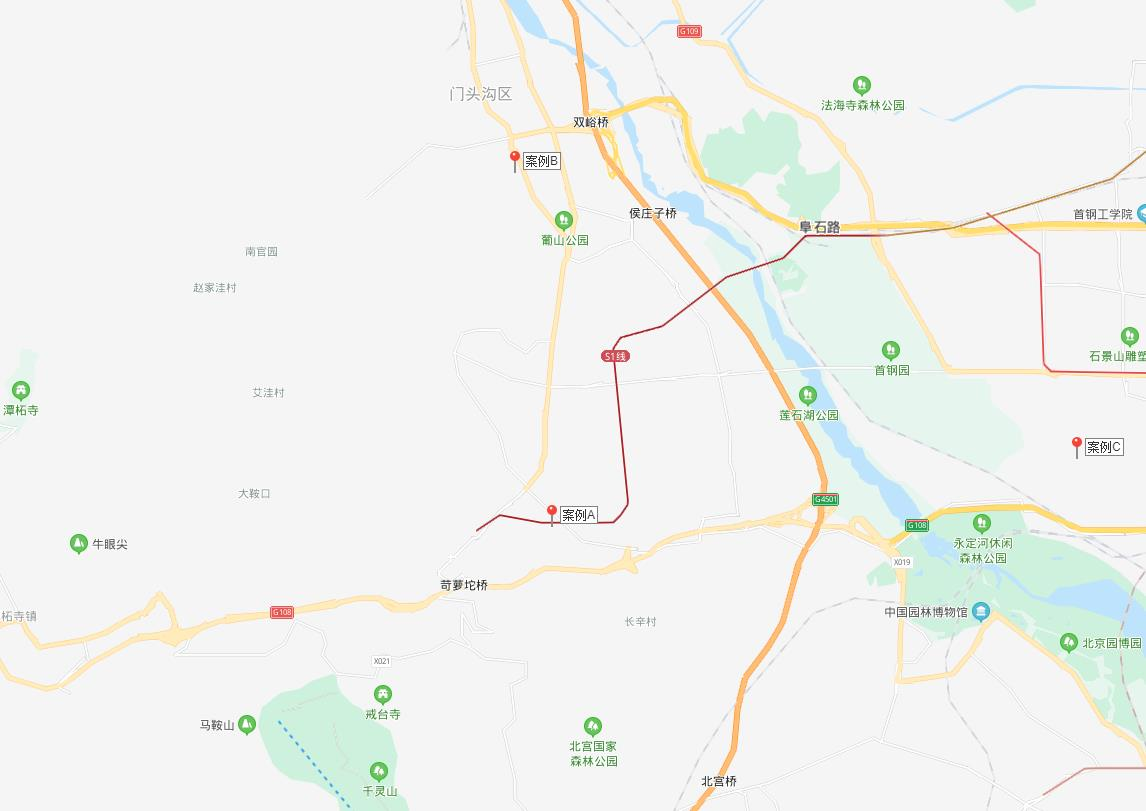 G109
法海寺森林公园
门头沟区
双峪桥
案例B
侯庄子桥
首钢工学院
葡山公园
阜石路
南官园
赵家洼村
S1线
石景山雕塑
首钢园
潭柘寺
艾洼村
莲石湖公园
案例C
大鞍口
G4501
案例A
G108
牛眼尖
永定河休闲
森林公园
X019
苛萝坨桥
柘寺镇
G108
中国园林博物馆
长辛村
北京园博园
X021
戒台寺
马鞍山
北宫国家
森林公园
千灵山
北宫桥